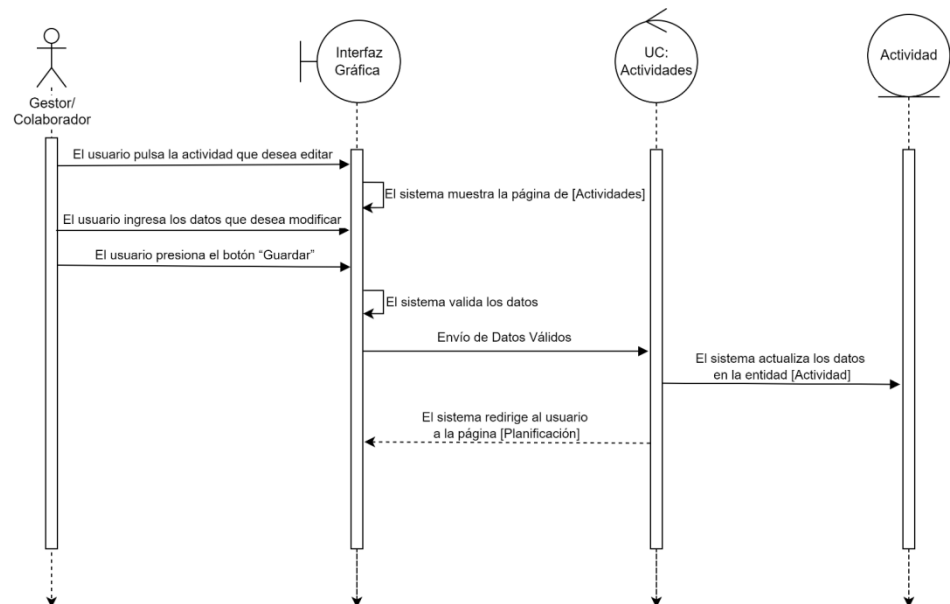 Gestor/
Colaborador
Interfaz
Gráfica
UC:
Actividades
Actividad
El usuario pulsa la actividad que desea editar
El sistema muestra la página de [Actividades]
El usuario ingresa los datos que desea modificar
El usuario presiona el botón “Guardar”
El sistema valida los datos
Envío de Datos Válidos
El sistema actualiza los datos
en la entidad [Actividad]
El sistema redirige al usuario
a la página [Planificación]